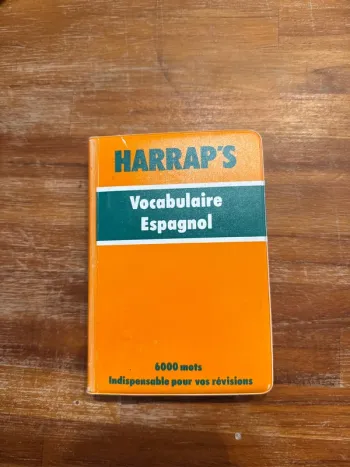 HARRAP'S
Vocabulaire
Espagnol
6000 mots
Indispensable pour vos révisions